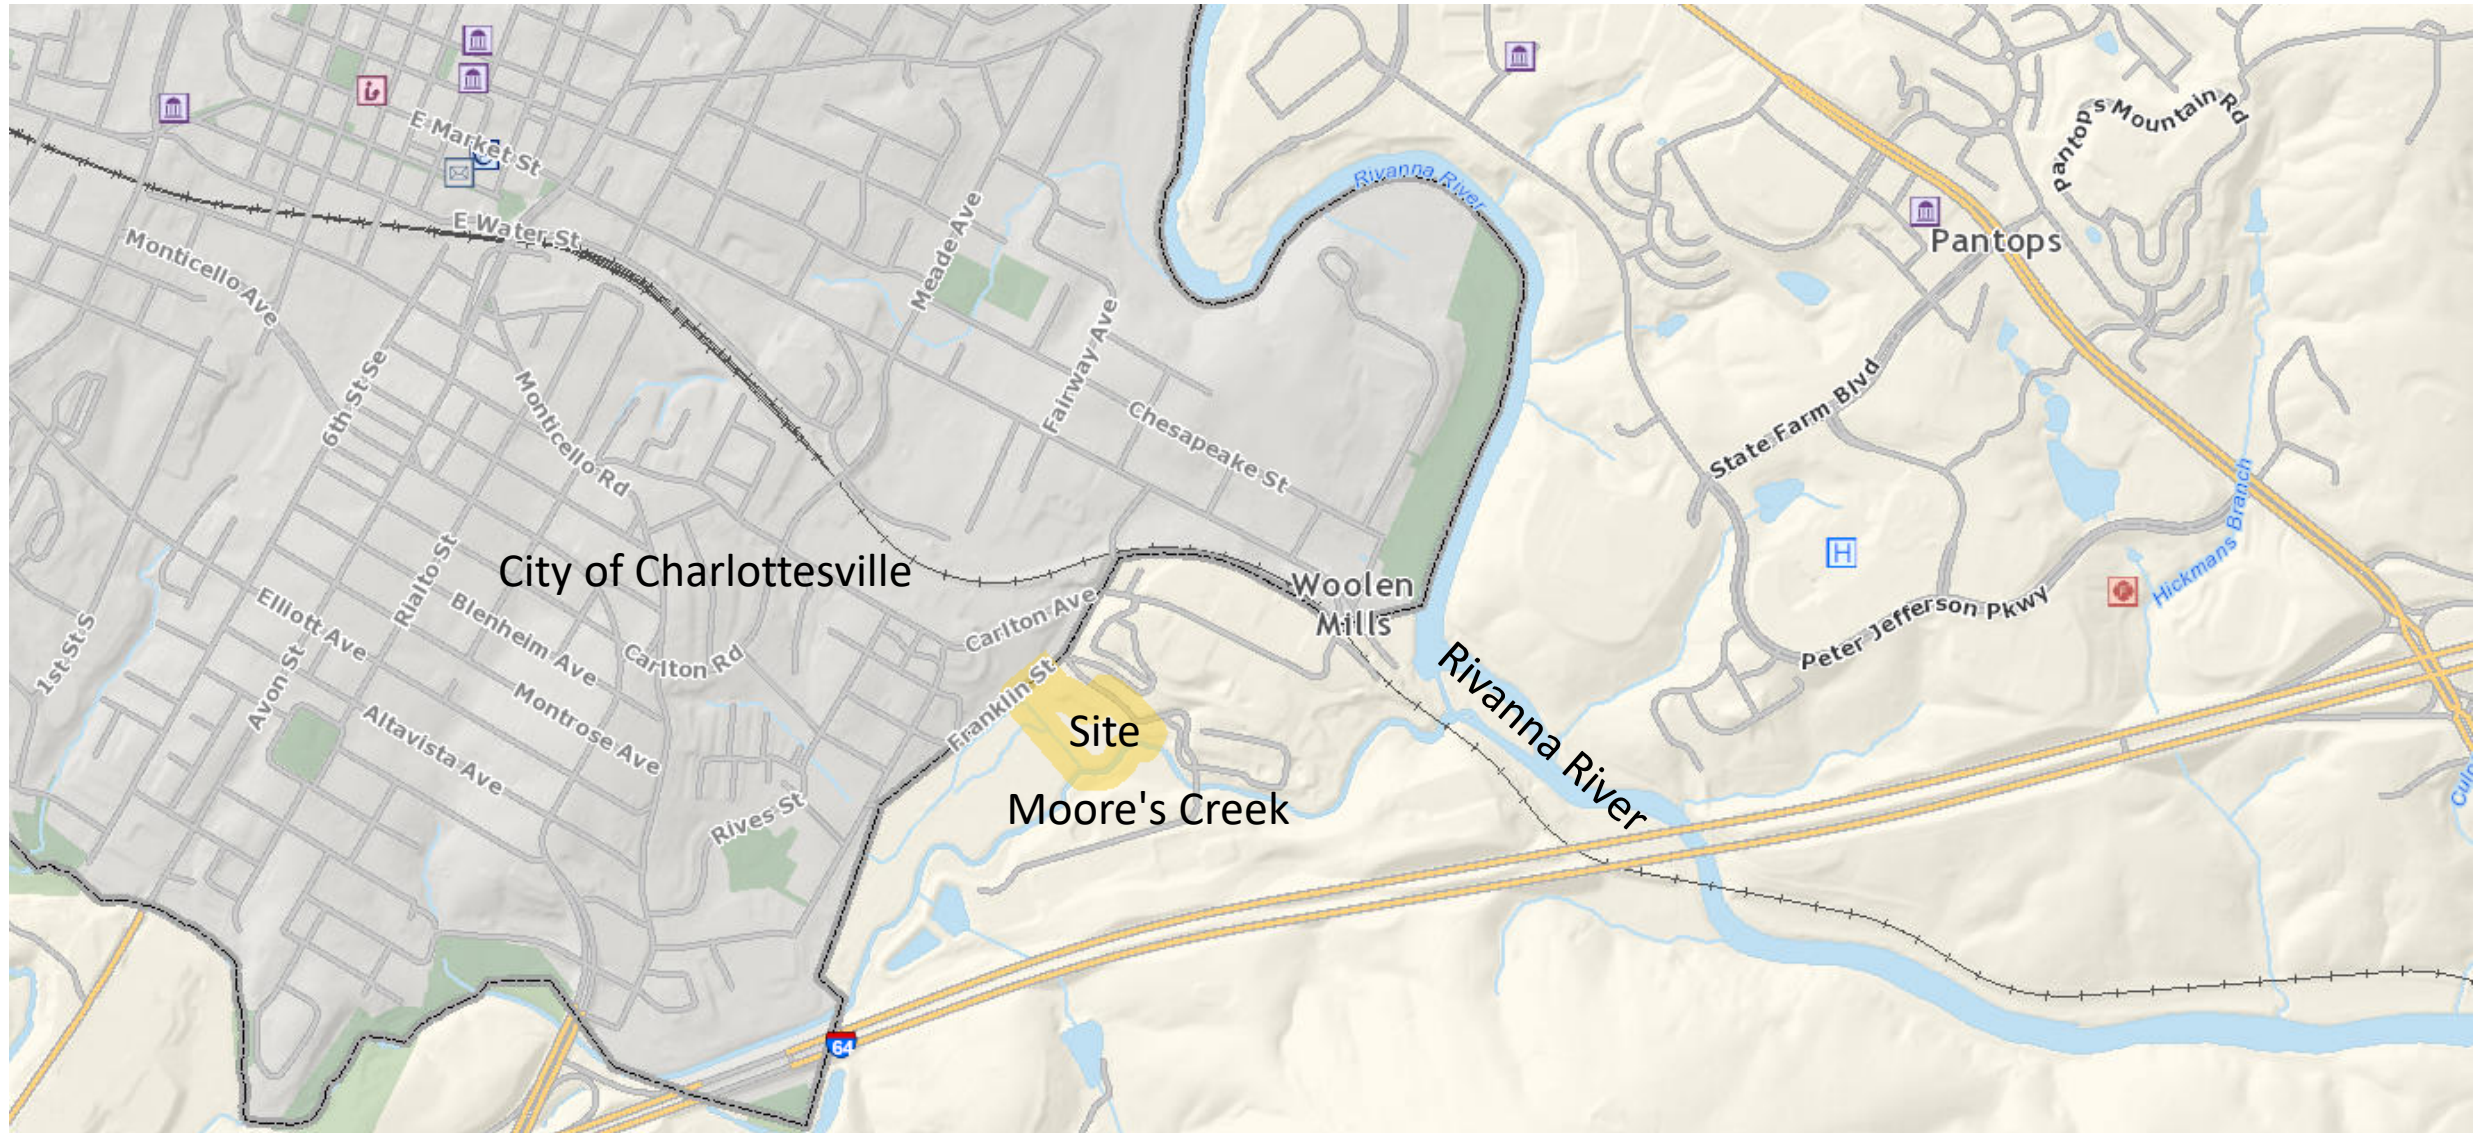 E Market St
E Water St
Monticello Ave
Meade Ave
Rivanna River
Pantops Mountain Rd
Pantops
6th St Se
Monticello Rd
Fairway Ave
Chesapeake St
State Farm Blvd
Hickmans Branch
H
City of Charlottesville
Woolen
Mills
Peter Jefferson Pkwy
1st St S
Elliott Ave
Rialto St
Blenheim Ave
Carlton Rd
Carlton Ave
Avon St
Altavista Ave
Montrose Ave
Franklin St
Site
Rivanna River
Moore's Creek
Rives St
64